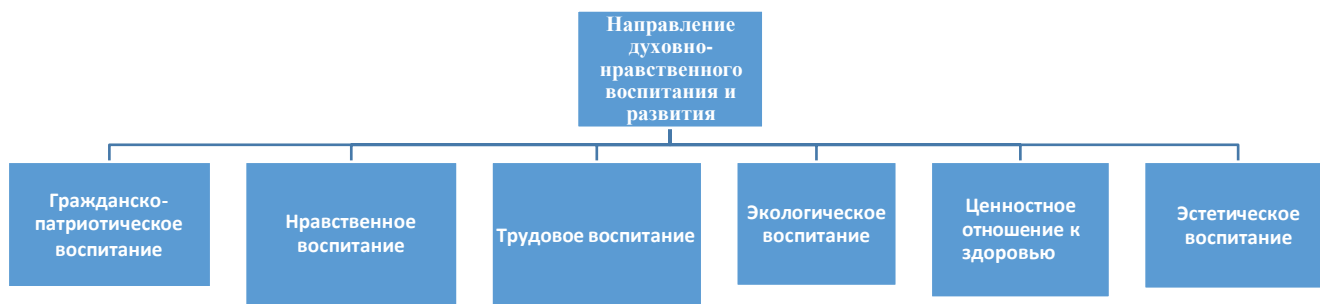 Направление
духовно-
нравственного
воспитания и
развития
Гражданско-
патриотическое
воспитание
Нравственное
воспитание
Трудовое воспитание
Экологическое
воспитание
Ценностное
отношение к
здоровью
Эстетическое
воспитание